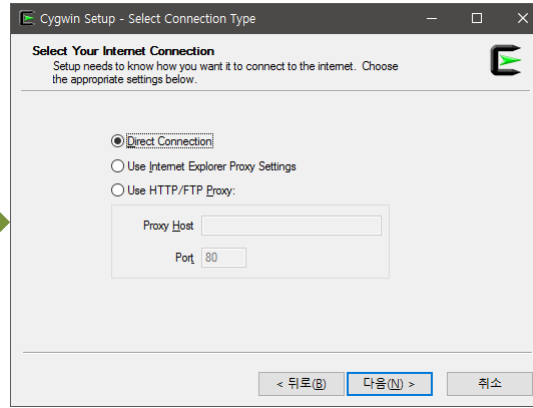 Cygwin Setup - Select Connection Type
Select Your Internet Connection
Setup needs to know how you want it to connect to the internet. Choose
the appropriate settings below.
Direct Connection
Use Internet Explorer Proxy Settings
Use HTTP/FTP Proxy:
Proxy Host
Port 80
< 뒤로(B) 다음(N) > 취소